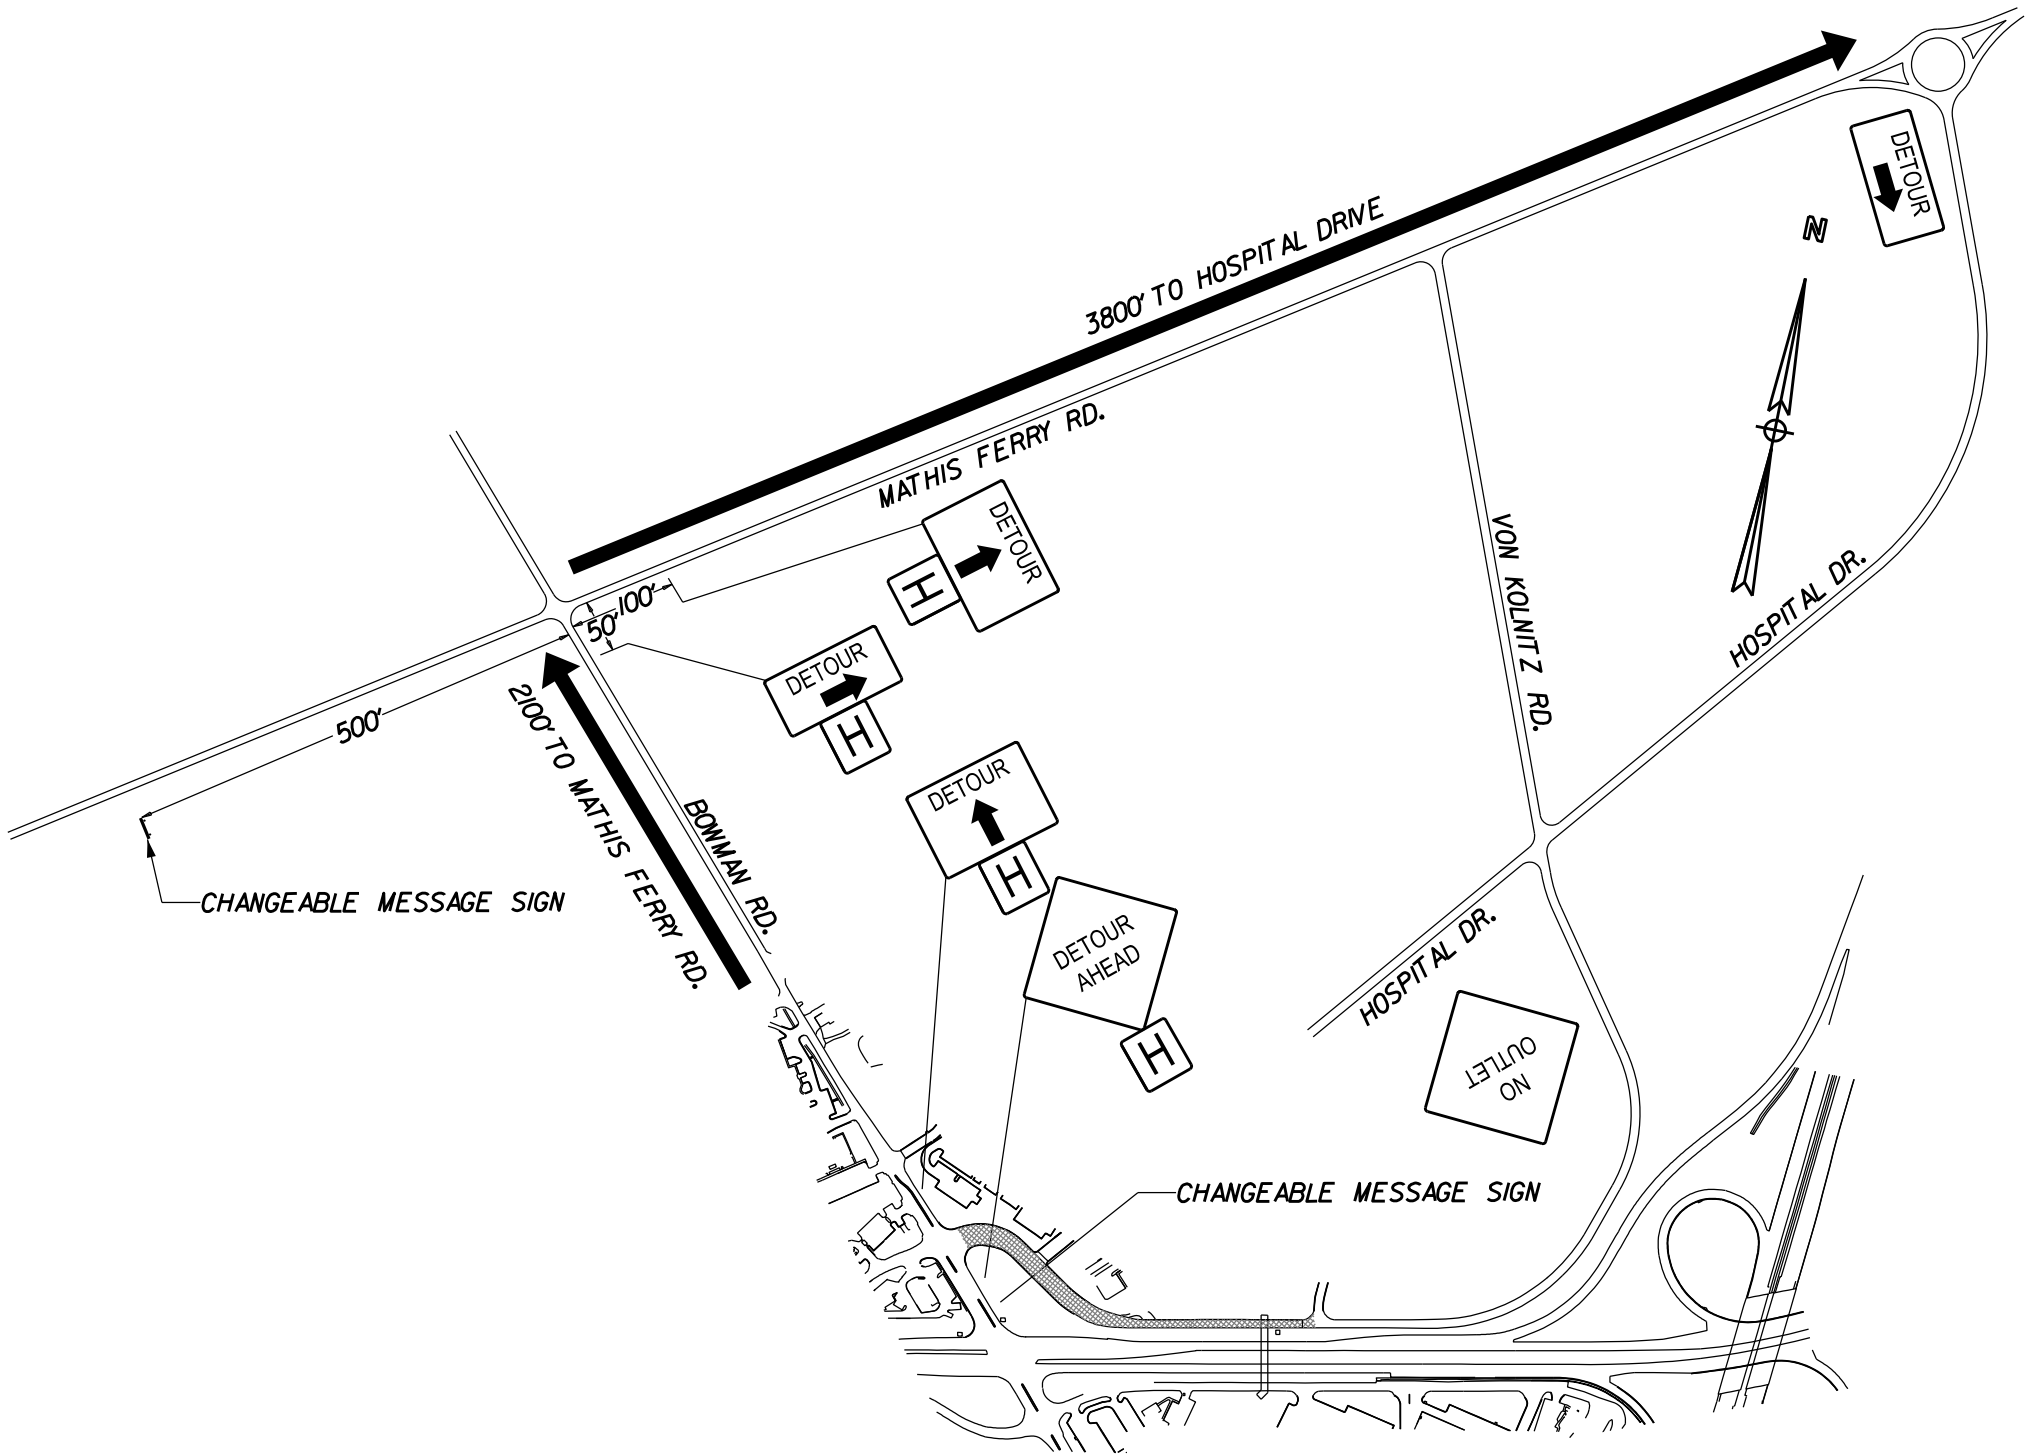 DETOUR
N
3800' TO HOSPITAL DRIVE
MATHIS FERRY RD.
DETOUR
H
100'
50'
DETOUR
H
VON KOLNITZ RD.
HOSPITAL DR.
500'
2100' TO MATHIS FERRY RD.
BOWMAN RD.
DETOUR
H
CHANGEABLE MESSAGE SIGN
DETOUR
AHEAD
H
HOSPITAL DR.
NO
OUTLET
CHANGEABLE MESSAGE SIGN